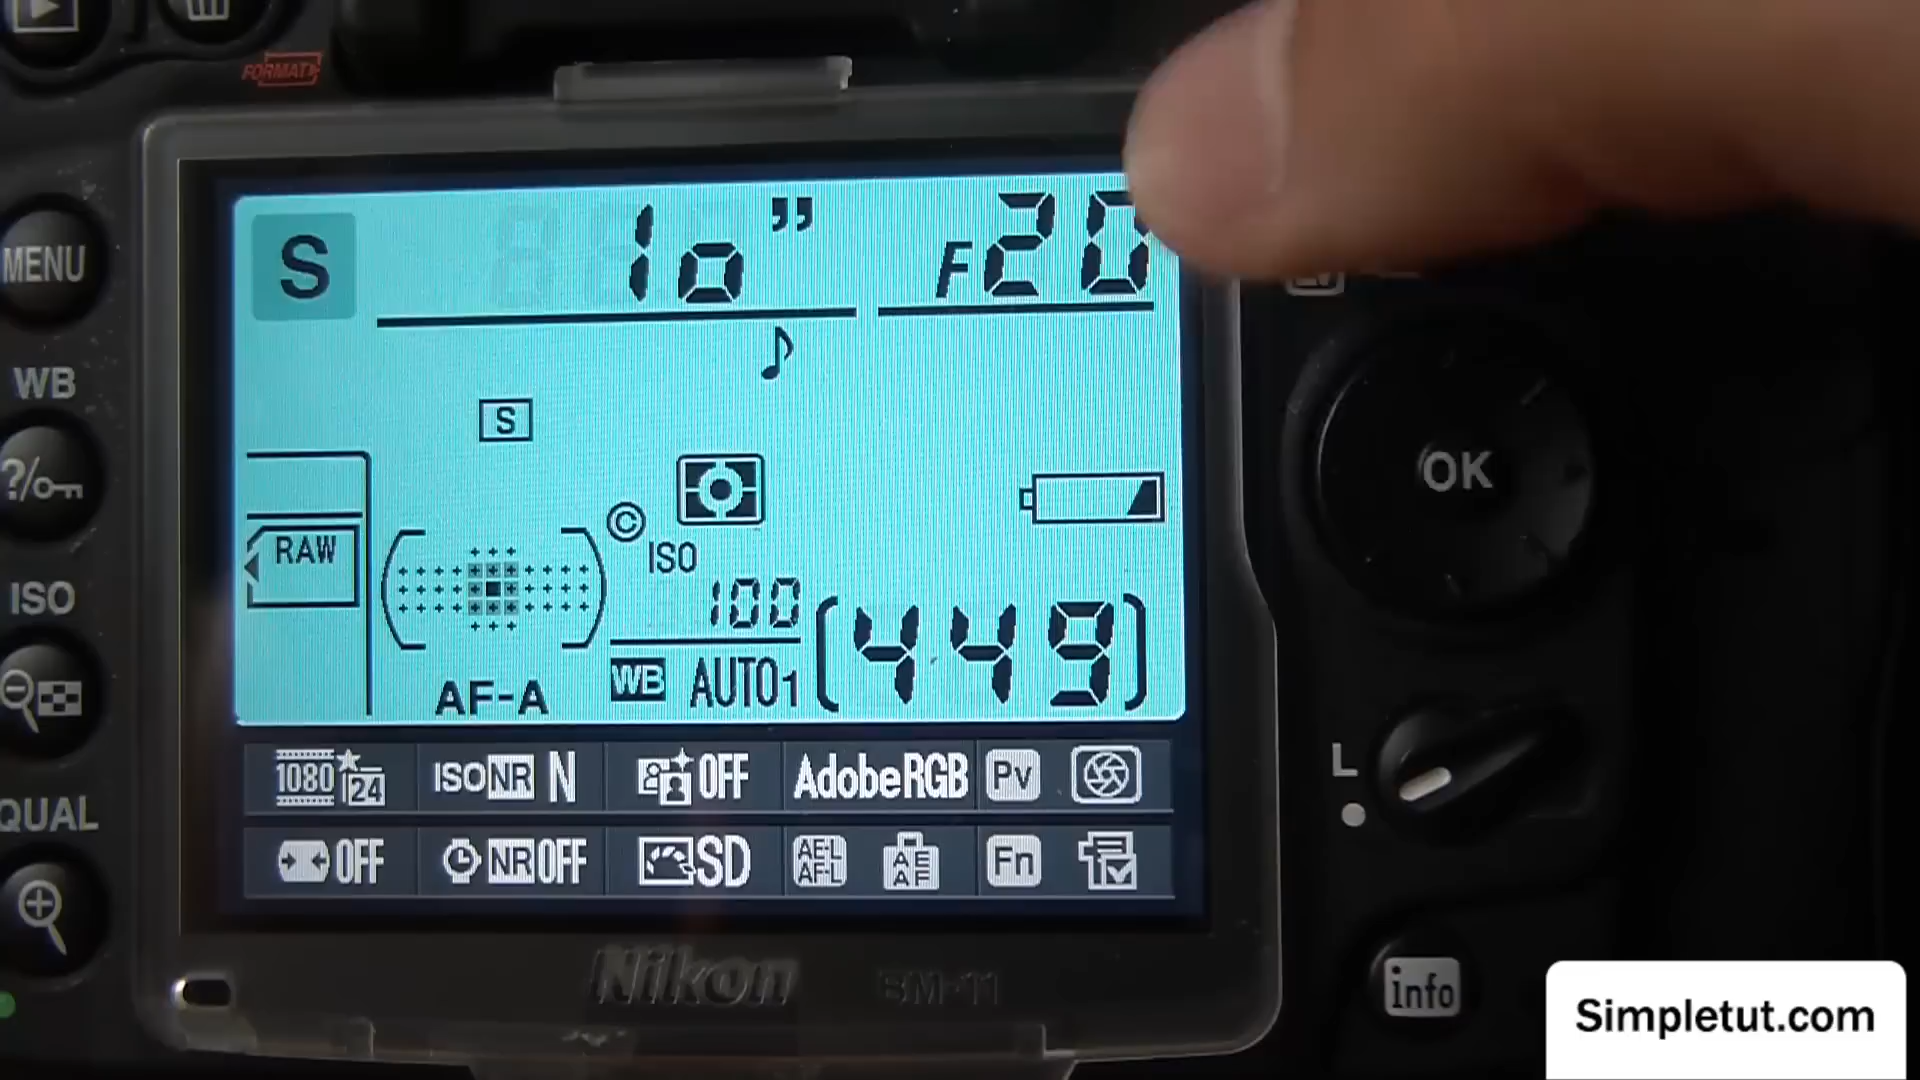 FORMAT
MENU
WB
?
ISO
QUAL
S
10"
F20
S
RAW
AF-A
©
ISO
100
WB AUTO1
[449]
1080 ★ 24
ISO NR N
OFF
AdobeRGB
Pv
OFF
NR OFF
SD
AE-L AF-L
AE AF
Fn
Nikon BM-11
OK
L
info
Simpletut.com